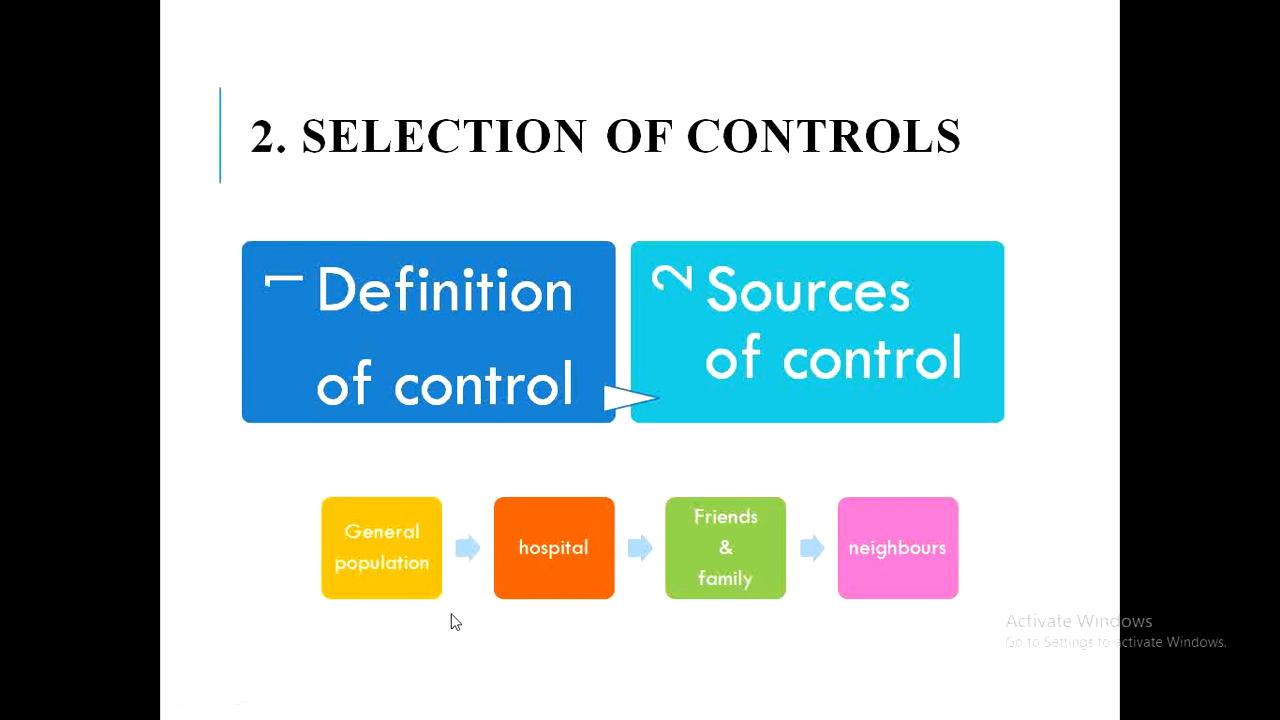 2. SELECTION OF CONTROLS
1 Definition
of control
2 Sources
of control
General
population
hospital
Friends
&
family
neighbours
Activate Windows
Go to Settings to activate Windows.